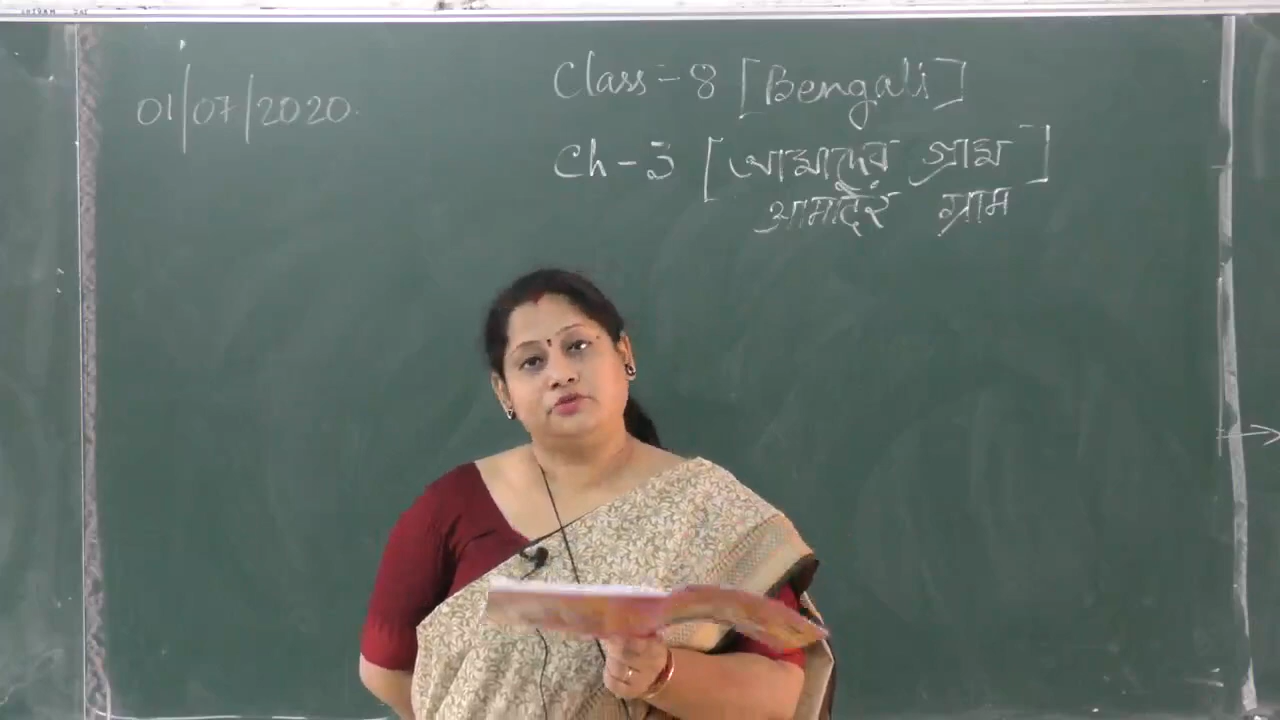 01/07/2020.
Class - 8 [Bengali]
Ch - 3 [আমাদের গ্রাম]
आमादेर ग्राम